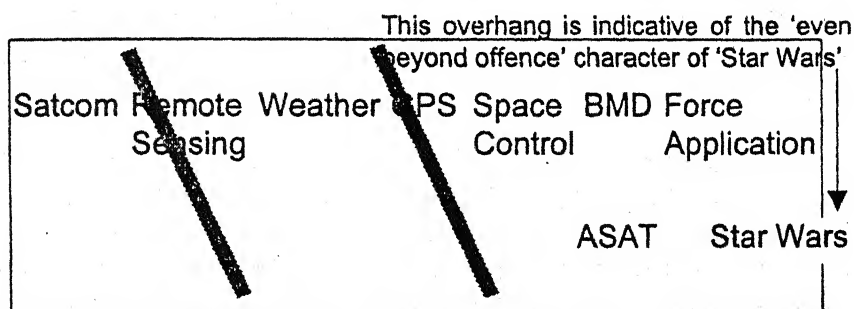 This overhang is indicative of the ‘even
beyond offence’ character of ‘Star Wars’
Satcom Remote Weather GPS Space BMD Force
Sensing Control Application
ASAT Star Wars